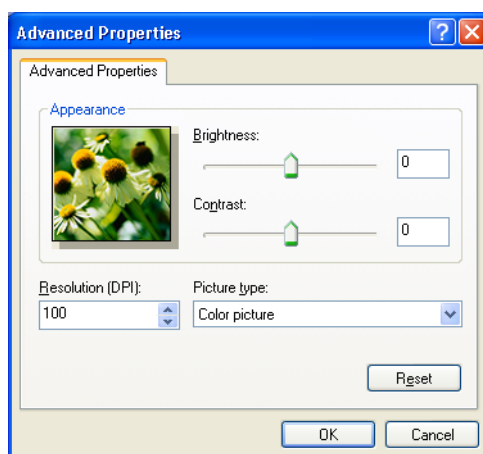 Advanced Properties
Advanced Properties
Appearance
Brightness:
0
Contrast:
0
Resolution (DPI): Picture type:
100 Color picture
Reset
OK Cancel